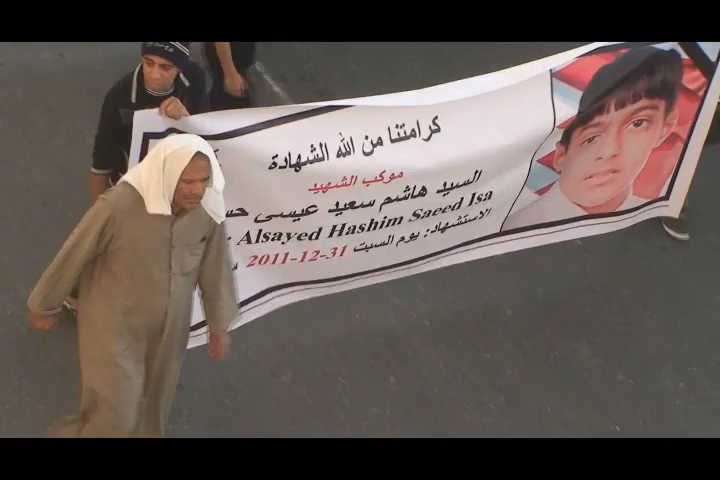 كرامتنا من الله الشهادة
موكب الشهيد
السيد هاشم سعيد عيسى
Alsayed Hashim Saeed Isa
الاستشهاد: يوم السبت 31-12-2011